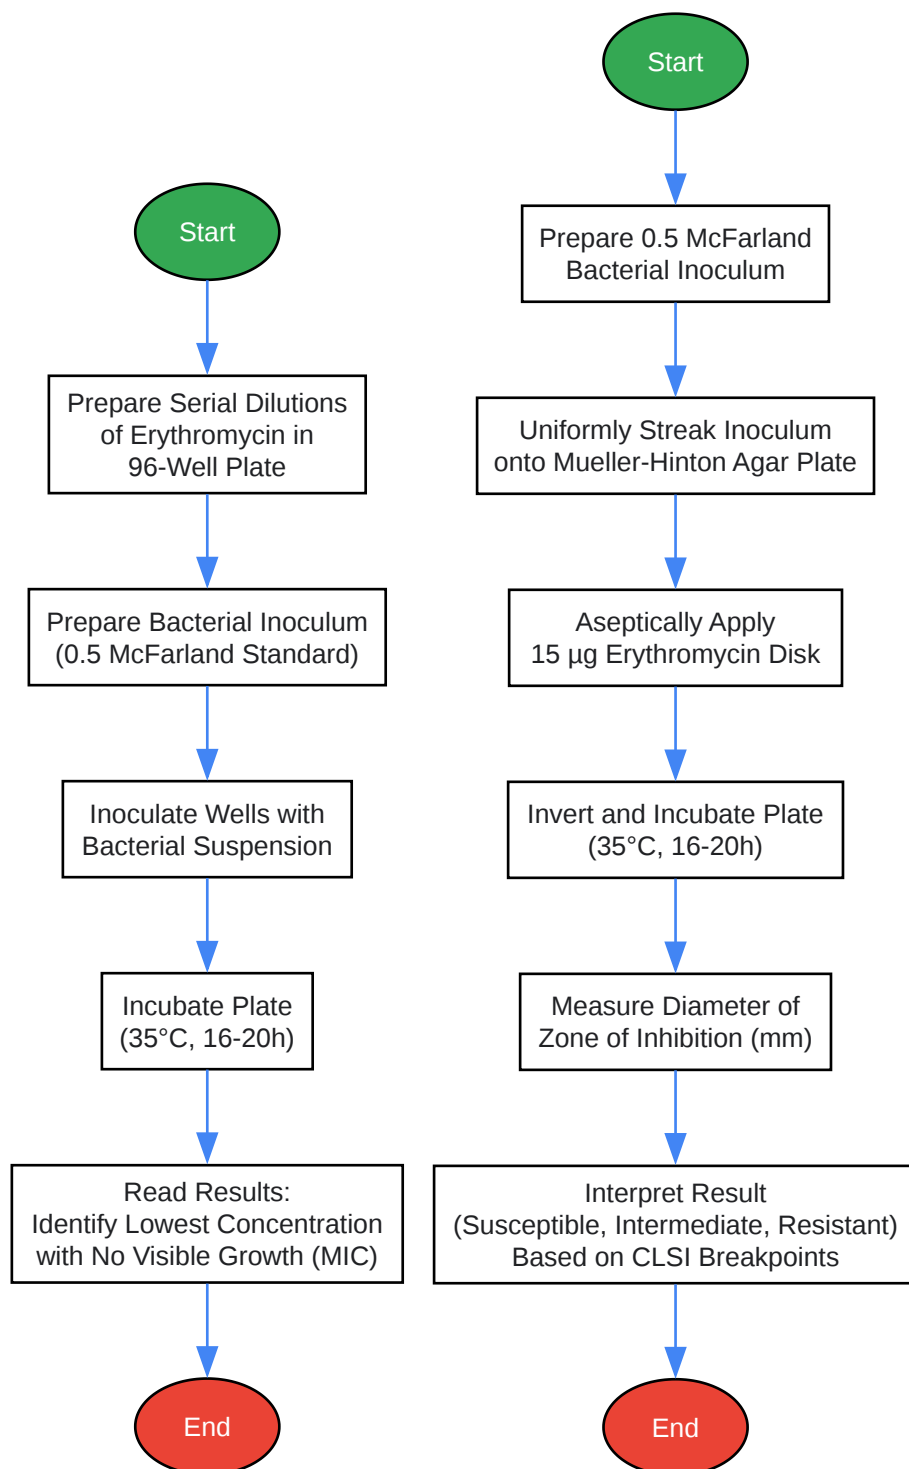 Start
Prepare Serial Dilutions
of Erythromycin in
96-Well Plate
Prepare Bacterial Inoculum
(0.5 McFarland Standard)
Inoculate Wells with
Bacterial Suspension
Incubate Plate
(35°C, 16-20h)
Read Results:
Identify Lowest Concentration
with No Visible Growth (MIC)
End
Start
Prepare 0.5 McFarland
Bacterial Inoculum
Uniformly Streak Inoculum
onto Mueller-Hinton Agar Plate
Aseptically Apply
15 µg Erythromycin Disk
Invert and Incubate Plate
(35°C, 16-20h)
Measure Diameter of
Zone of Inhibition (mm)
Interpret Result
(Susceptible, Intermediate, Resistant)
Based on CLSI Breakpoints
End